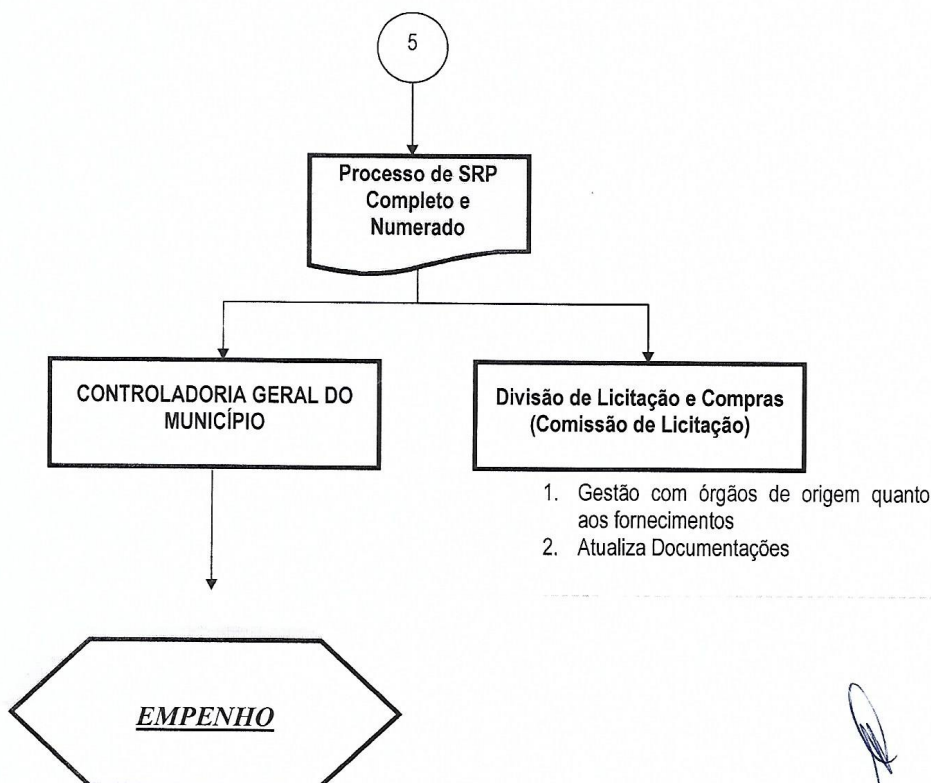 5
Processo de SRP
Completo e
Numerado
CONTROLADORIA GERAL DO
MUNICÍPIO
Divisão de Licitação e Compras
(Comissão de Licitação)
1. Gestão com órgãos de origem quanto
aos fornecimentos
2. Atualiza Documentações
EMPENHO